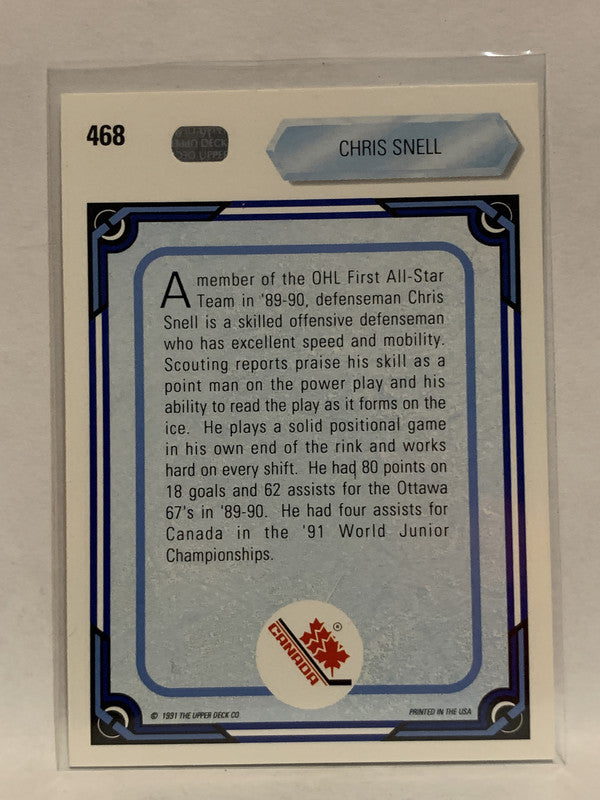 468
UPPER DECK
CHRIS SNELL
A member of the OHL First All-Star
Team in '89-90, defenseman Chris
Snell is a skilled offensive defenseman
who has excellent speed and mobility.
Scouting reports praise his skill as a
point man on the power play and his
ability to read the play as it forms on the
ice. He plays a solid positional game
in his own end of the rink and works
hard on every shift. He had 80 points on
18 goals and 62 assists for the Ottawa
67's in '89-90. He had four assists for
Canada in the '91 World Junior
Championships.
CANADA ®
© 1991 THE UPPER DECK CO.
PRINTED IN THE USA